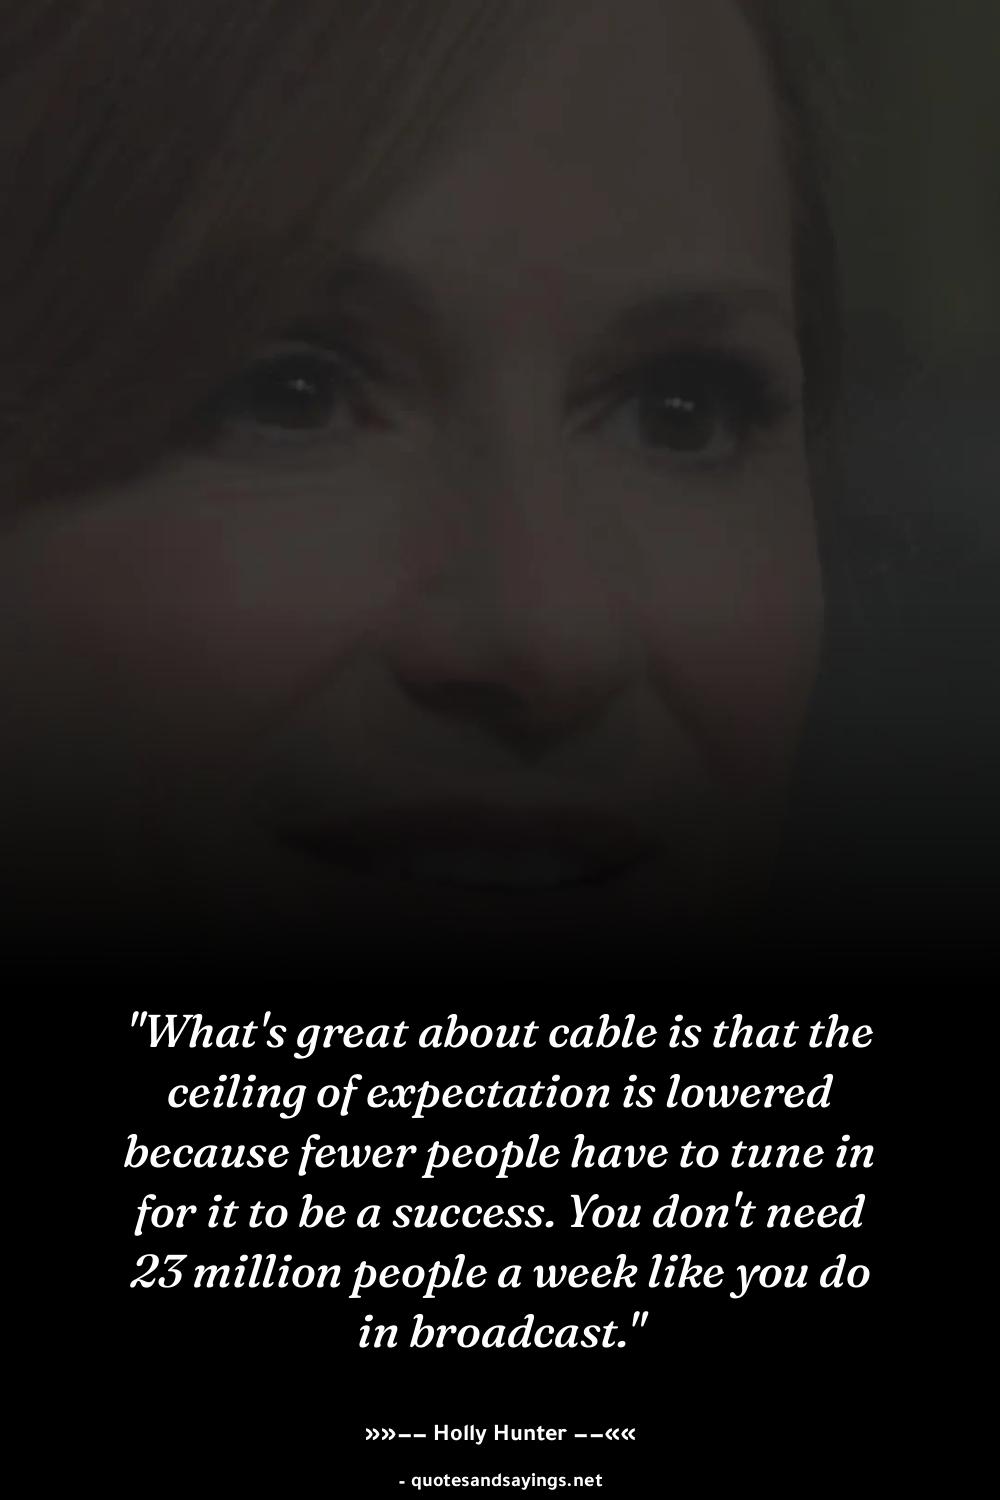 "What's great about cable is that the
ceiling of expectation is lowered
because fewer people have to tune in
for it to be a success. You don't need
23 million people a week like you do
in broadcast."
»»–– Holly Hunter ––««
- quotesandsayings.net